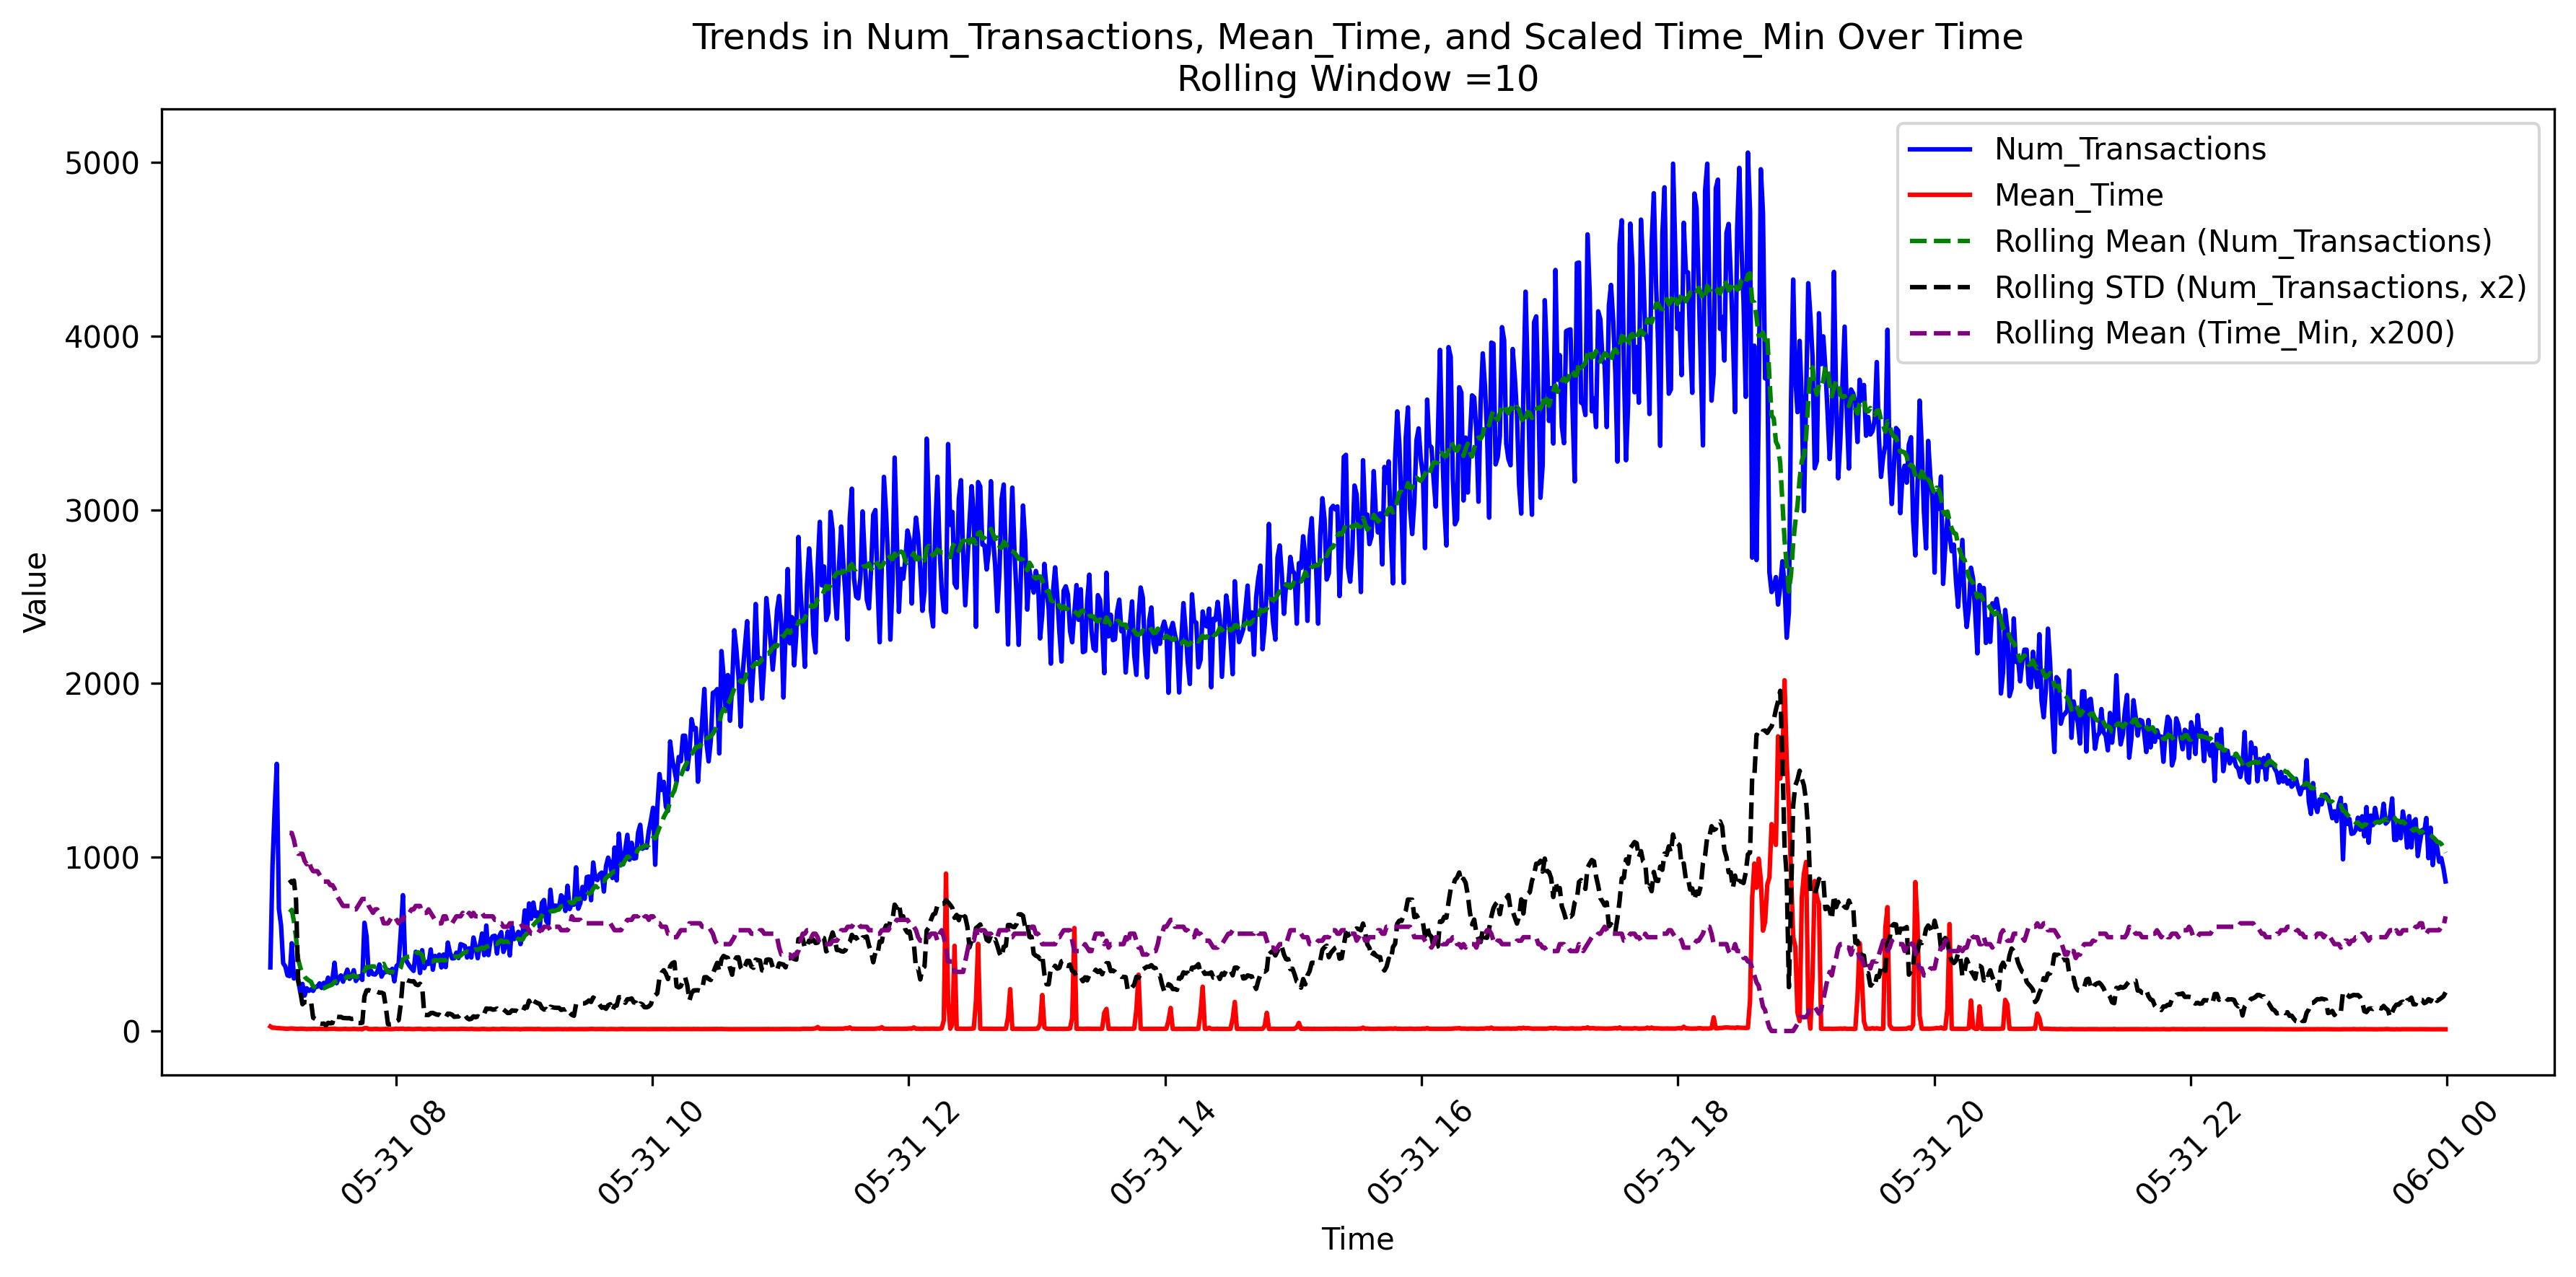 Trends in Num_Transactions, Mean_Time, and Scaled Time_Min Over Time
Rolling Window =10
Num_Transactions
Mean_Time
Rolling Mean (Num_Transactions)
Rolling STD (Num_Transactions, x2)
Rolling Mean (Time_Min, x200)
Value
5000
4000
3000
2000
1000
0
05-31 08
05-31 10
05-31 12
05-31 14
05-31 16
05-31 18
05-31 20
05-31 22
06-01 00
Time